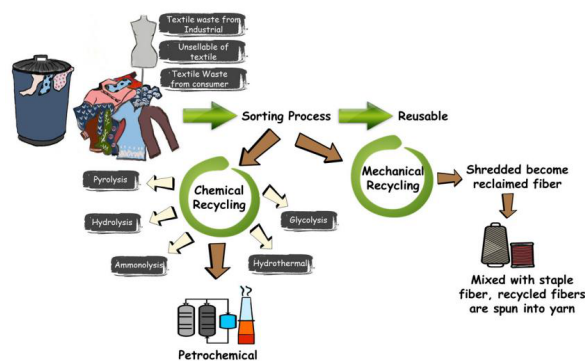 Textile waste from
Industrial
Unsellable of
textile
Textile Waste
from consumer
Sorting Process
Reusable
Chemical
Recycling
Mechanical
Recycling
Shredded become
reclaimed fiber
Pyrolysis
Hydrolysis
Ammonolysis
Glycolysis
Hydrothermal
Mixed with staple
fiber, recycled fibers
are spun into yarn
Petrochemical